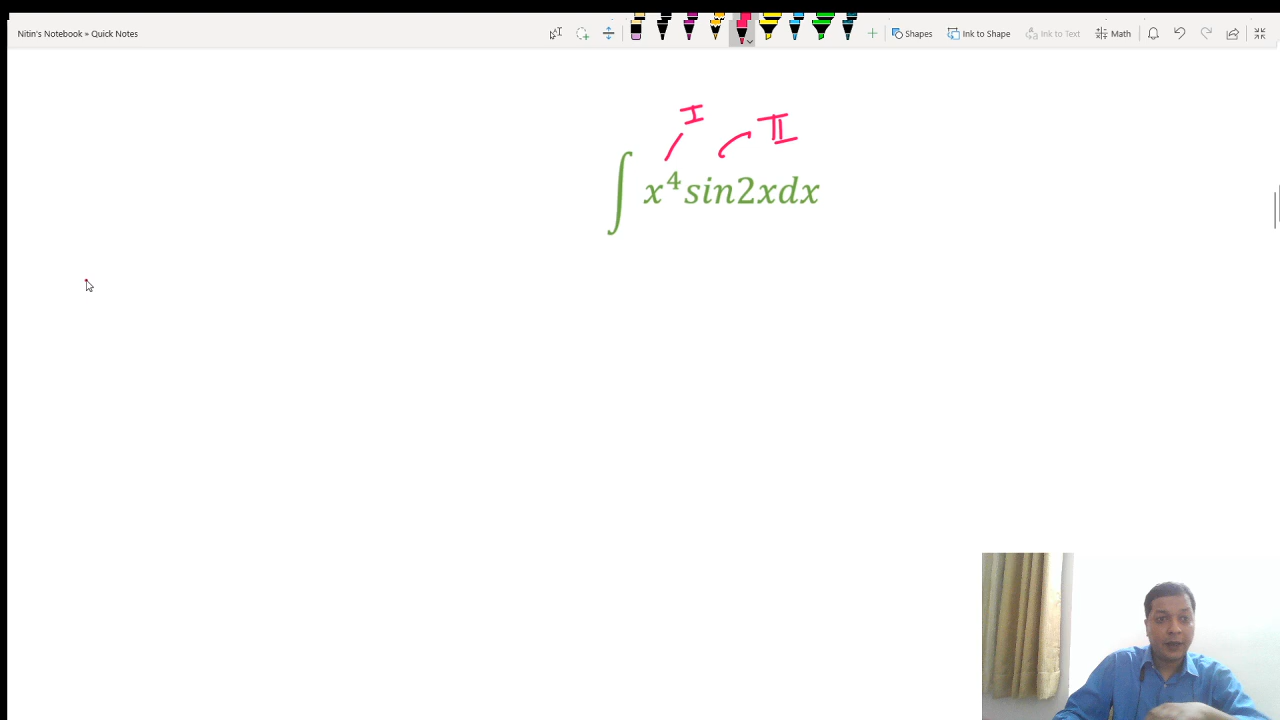 Nitin's Notebook » Quick Notes
Shapes
Ink to Shape
Ink to Text
Math
I
II
∫ x⁴sin2xdx